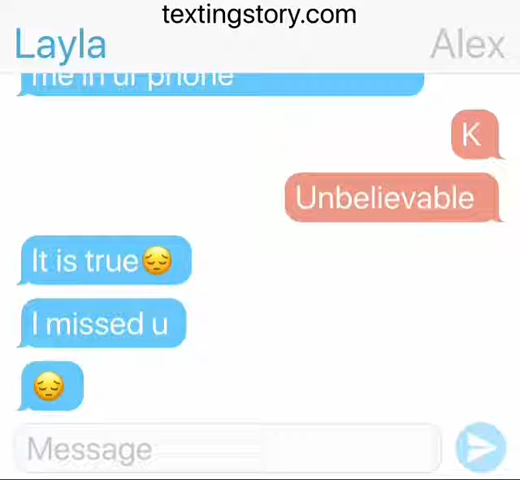 textingstory.com
Layla
Alex
me in ur phone
K
Unbelievable
It is true😔
I missed u
😔
Message